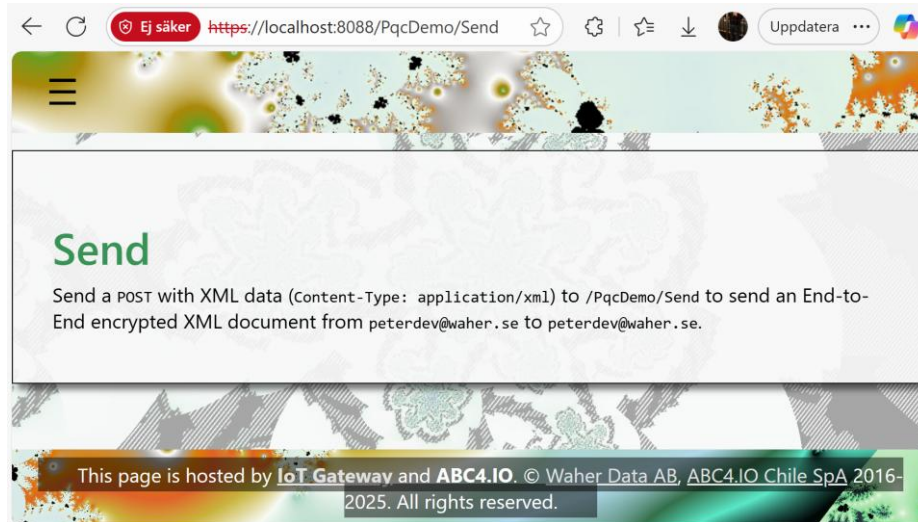 Ej säker https://localhost:8088/PqcDemo/Send
Uppdatera
Send
Send a POST with XML data (Content-Type: application/xml) to /PqcDemo/Send to send an End-to-
End encrypted XML document from peterdev@waher.se to peterdev@waher.se.
This page is hosted by IoT Gateway and ABC4.IO. © Waher Data AB, ABC4.IO Chile SpA 2016-
2025. All rights reserved.